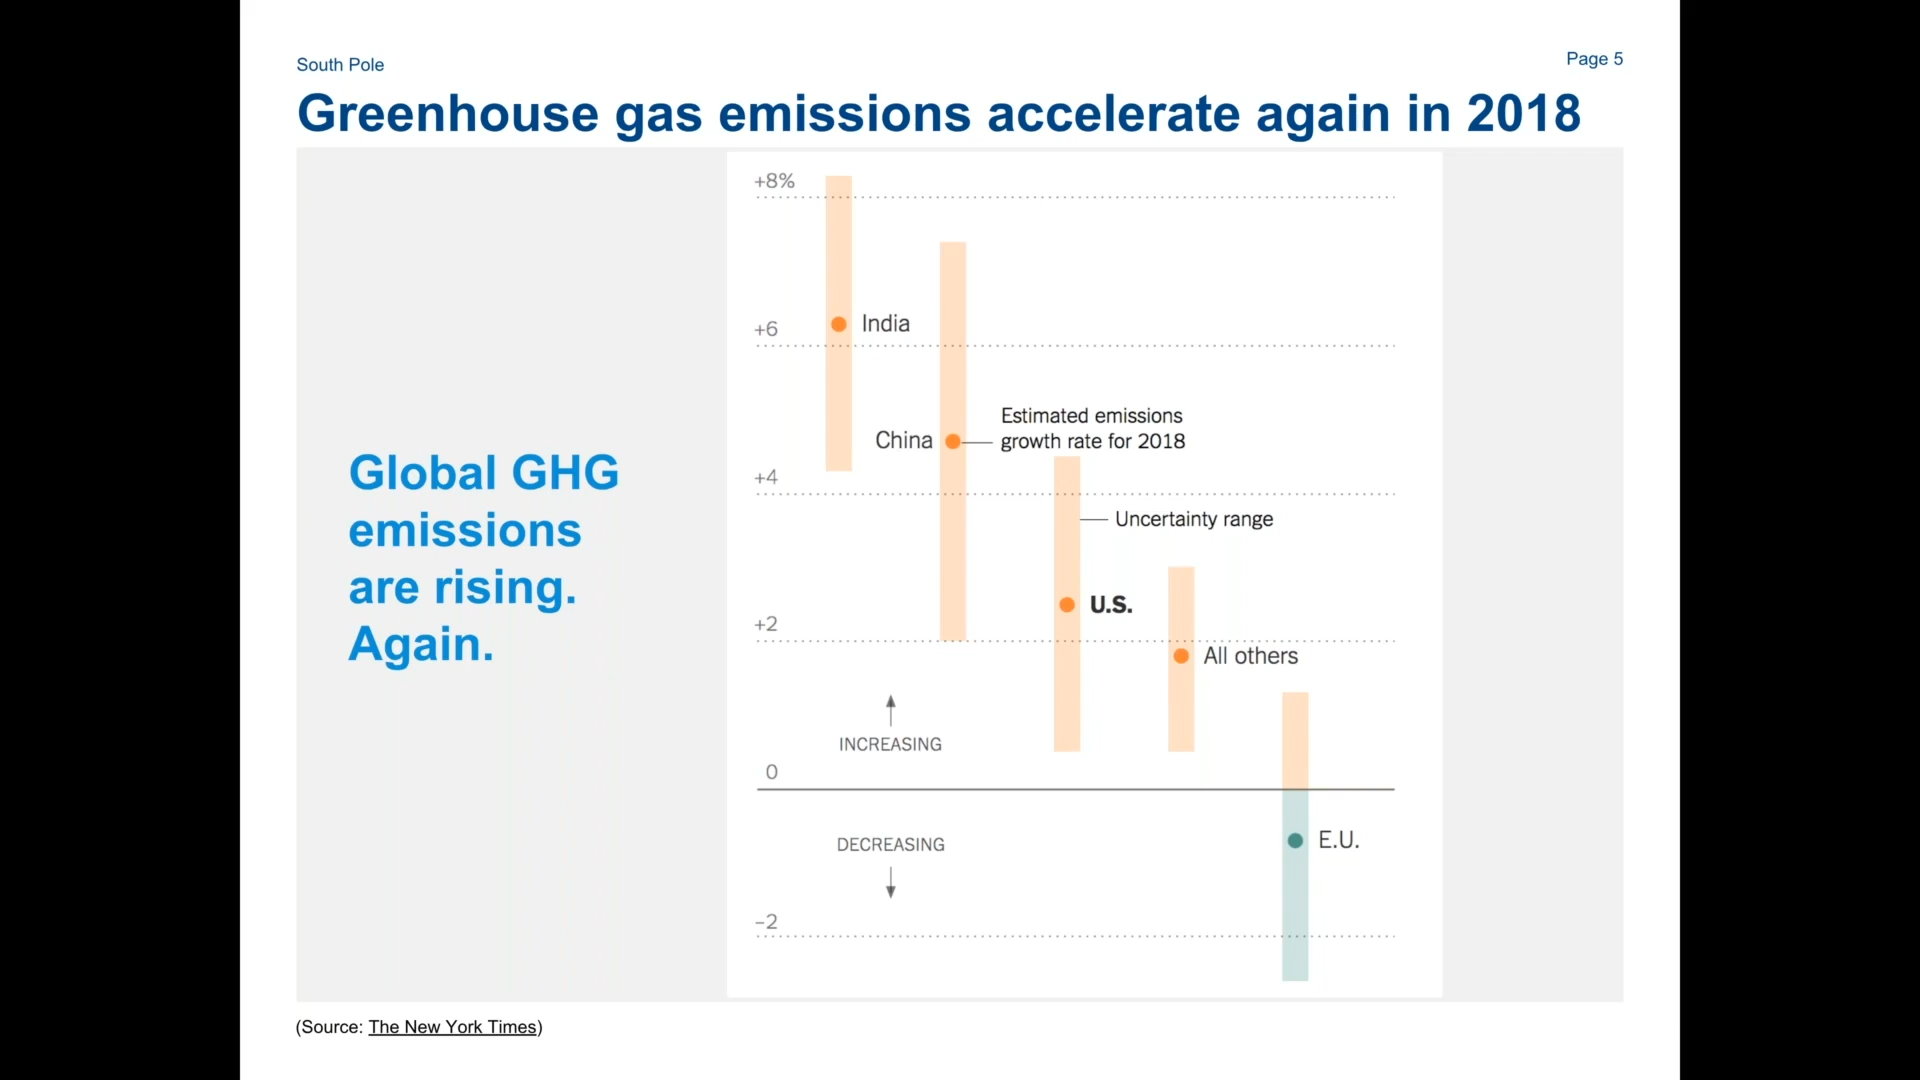 South Pole
Page 5
Greenhouse gas emissions accelerate again in 2018
Global GHG
emissions
are rising.
Again.
+8%
+6
India
Estimated emissions
growth rate for 2018
China
+4
Uncertainty range
U.S.
+2
All others
INCREASING
0
E.U.
DECREASING
−2
(Source: The New York Times)